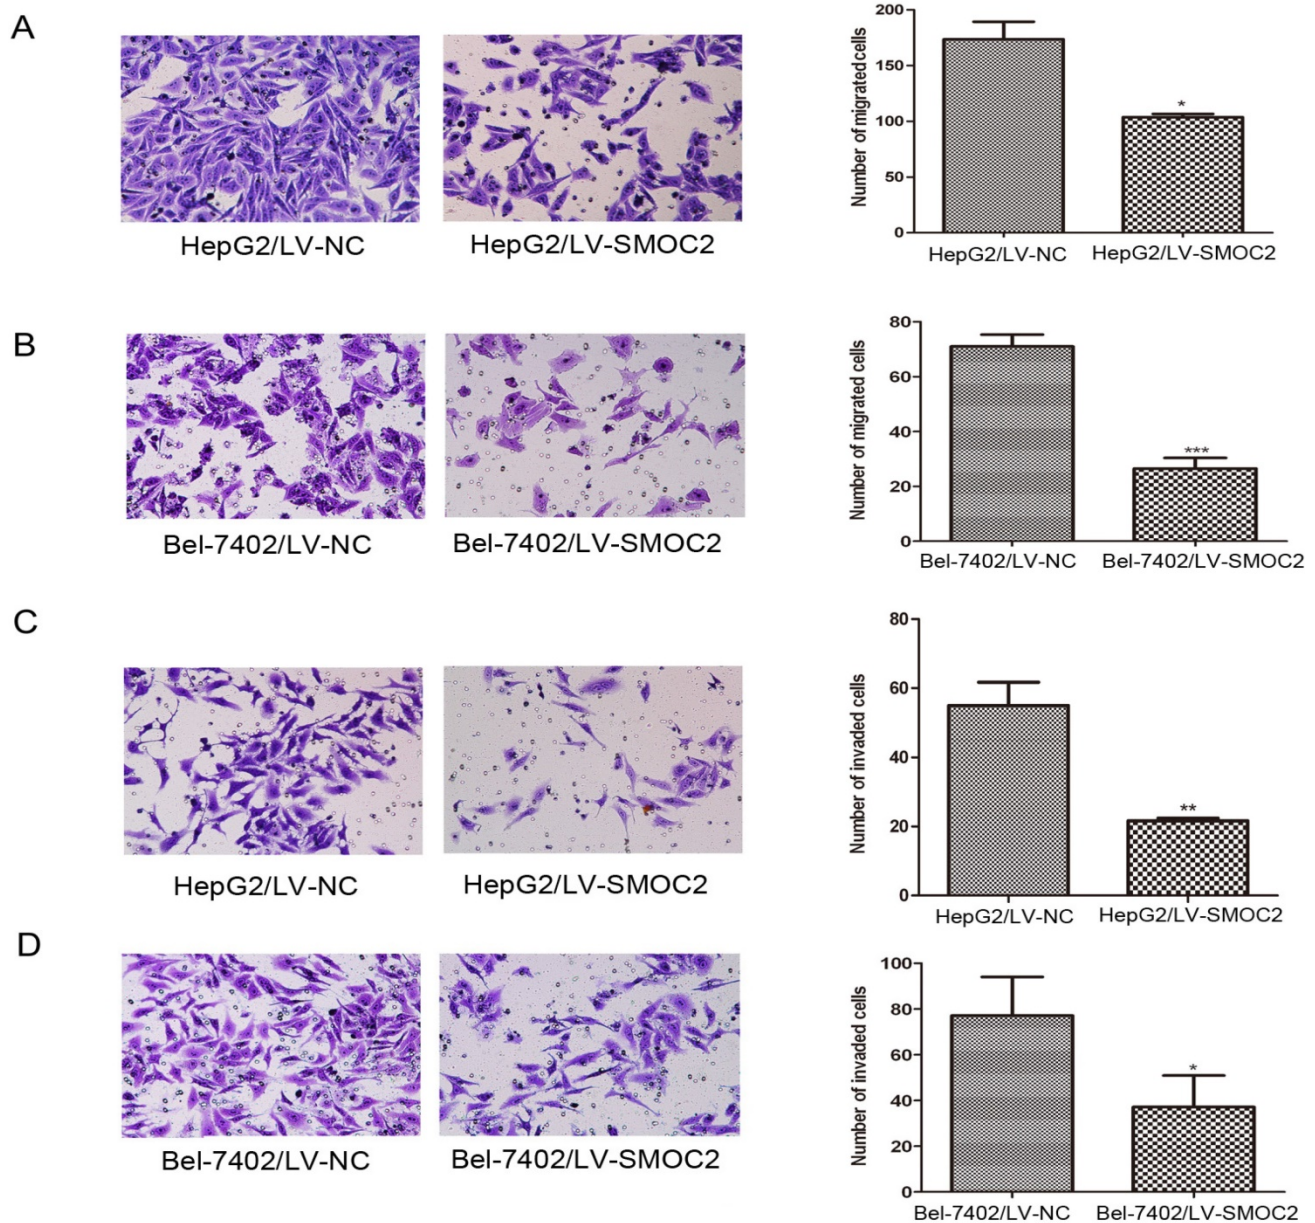 A
HepG2/LV-NC
HepG2/LV-SMOC2
Number of migratedcells
200
150
100
50
0
*
HepG2/LV-NC
HepG2/LV-SMOC2
B
Bel-7402/LV-NC
Bel-7402/LV-SMOC2
Number of migrated cells
80
60
40
20
0
***
Bel-7402/LV-NC
Bel-7402/LV-SMOC2
C
HepG2/LV-NC
HepG2/LV-SMOC2
Number of invaded cells
80
60
40
20
0
**
HepG2/LV-NC
HepG2/LV-SMOC2
D
Bel-7402/LV-NC
Bel-7402/LV-SMOC2
Number of invaded cells
100
80
60
40
20
0
*
Bel-7402/LV-NC
Bel-7402/LV-SMOC2